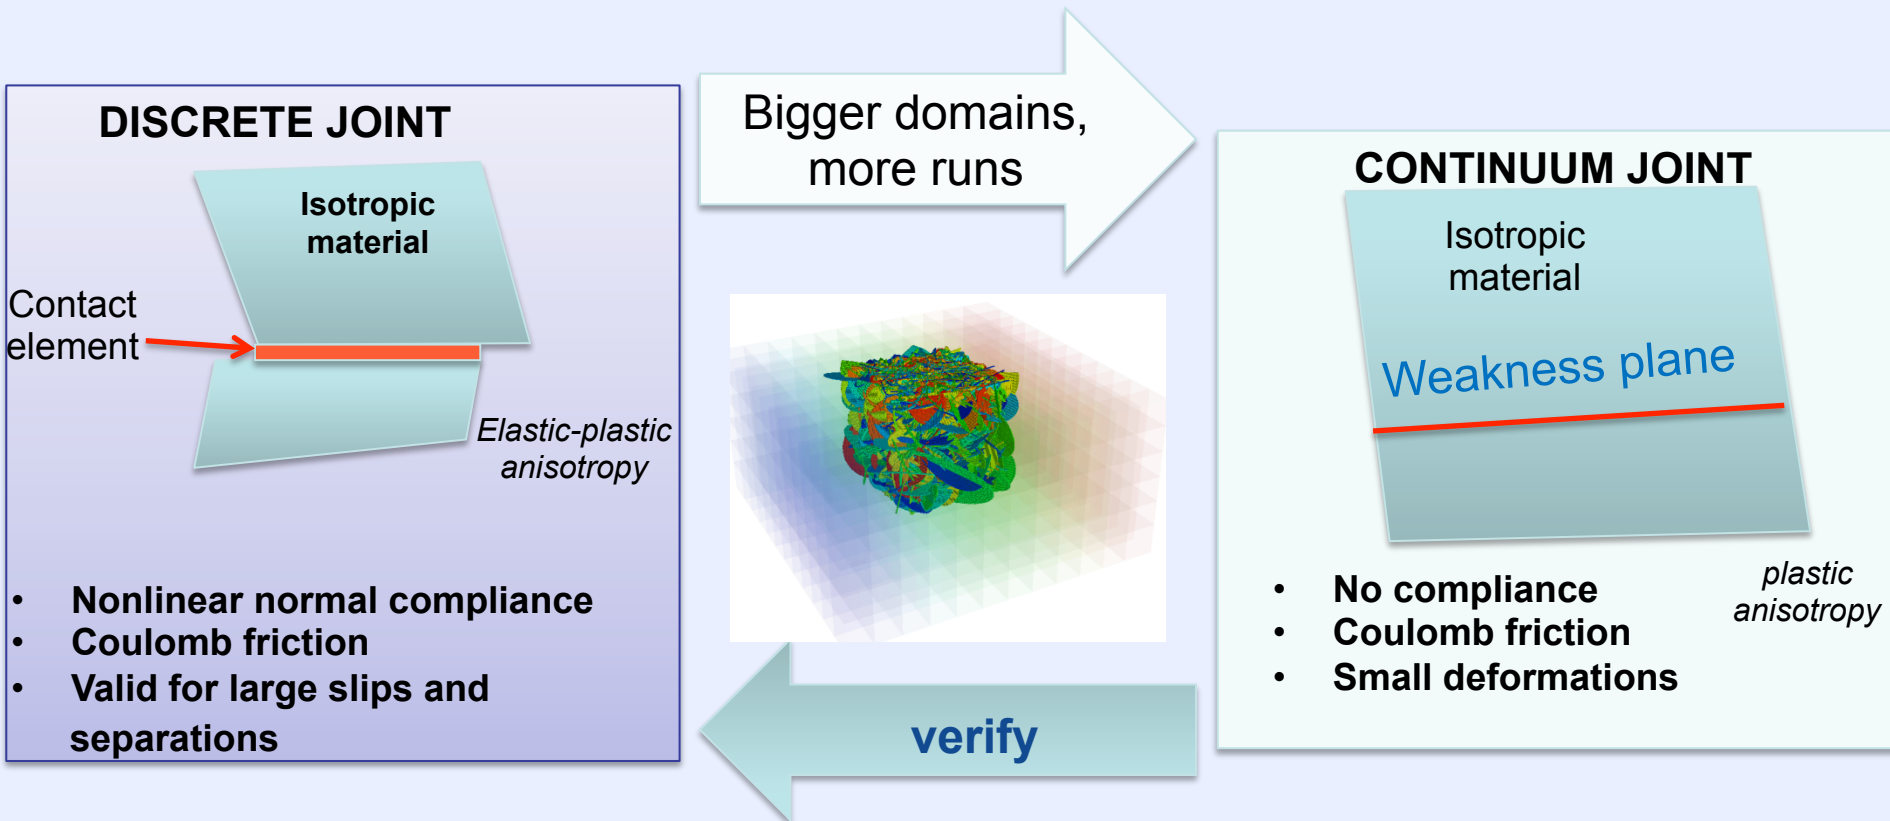 DISCRETE JOINT
Isotropic
material
Contact
element
Elastic-plastic
anisotropy
• Nonlinear normal compliance
• Coulomb friction
• Valid for large slips and
separations
Bigger domains,
more runs
verify
CONTINUUM JOINT
Isotropic
material
Weakness plane
plastic
anisotropy
• No compliance
• Coulomb friction
• Small deformations